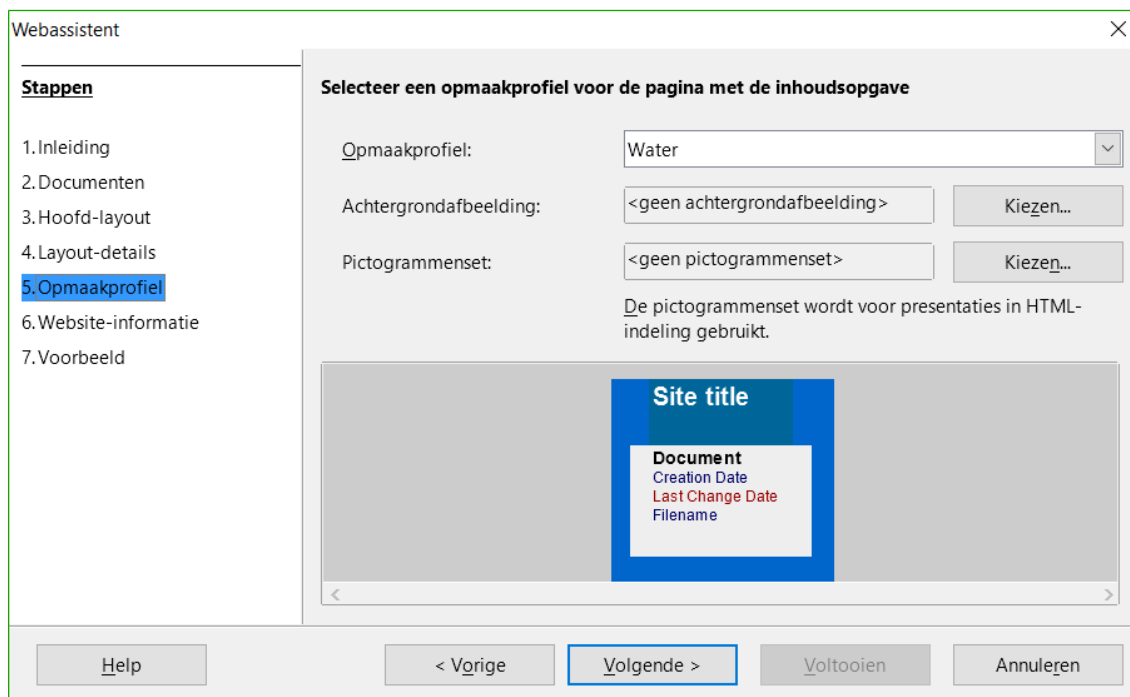 Webassistent
Stappen
1. Inleiding
2. Documenten
3. Hoofd-layout
4. Layout-details
5. Opmaakprofiel
6. Website-informatie
7. Voorbeeld
Selecteer een opmaakprofiel voor de pagina met de inhoudsopgave
Opmaakprofiel:
Water
Achtergrondafbeelding:
<geen achtergrondafbeelding>
Kiezen...
Pictogrammenset:
<geen pictogrammenset>
Kiezen...
De pictogrammenset wordt voor presentaties in HTML-
indeling gebruikt.
Site title
Document
Creation Date
Last Change Date
Filename
Help
< Vorige
Volgende >
Voltooien
Annuleren